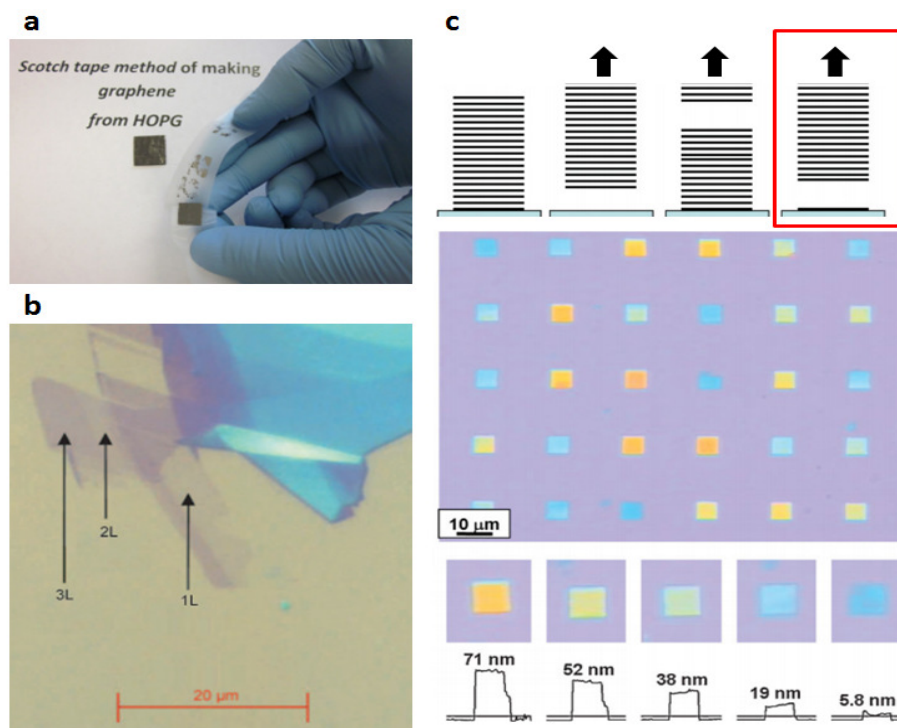 a
Scotch tape method of making
graphene
from HOPG
b
3L
2L
1L
20 µm
c
10 µm
71 nm
52 nm
38 nm
19 nm
5.8 nm